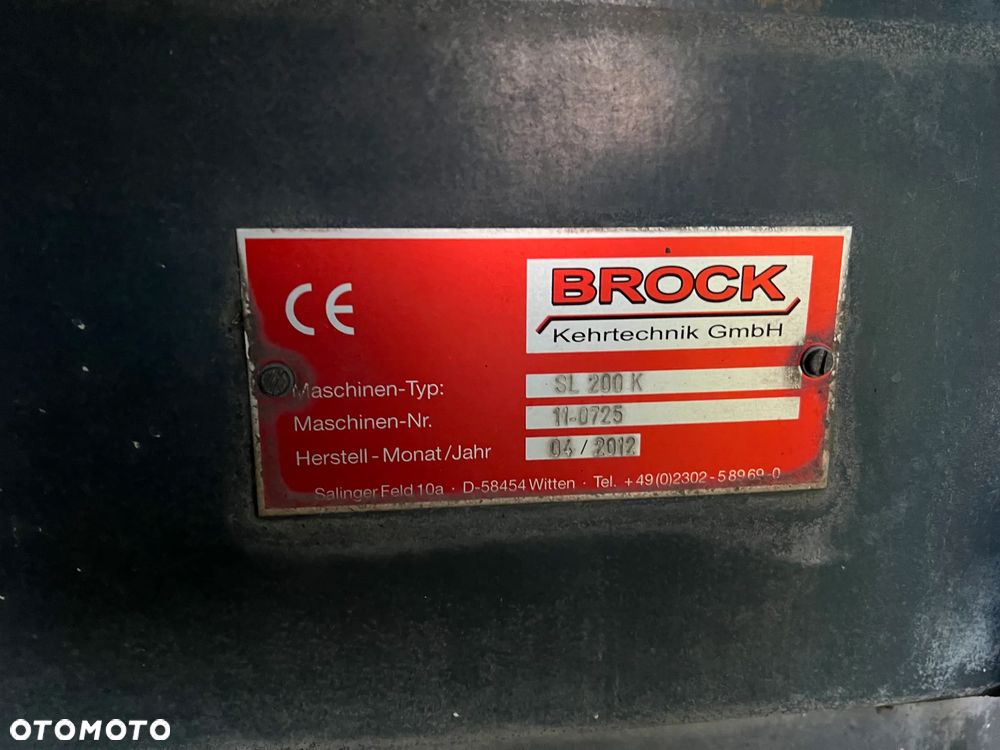 CE
BROCK
Kehrtechnik GmbH
Maschinen-Typ: SL 200 K
Maschinen-Nr. 11-0725
Herstell-Monat/Jahr 04/2012
Salinger Feld 10a · D-58454 Witten · Tel. +49(0)2302-58969-0
OTOMOTO